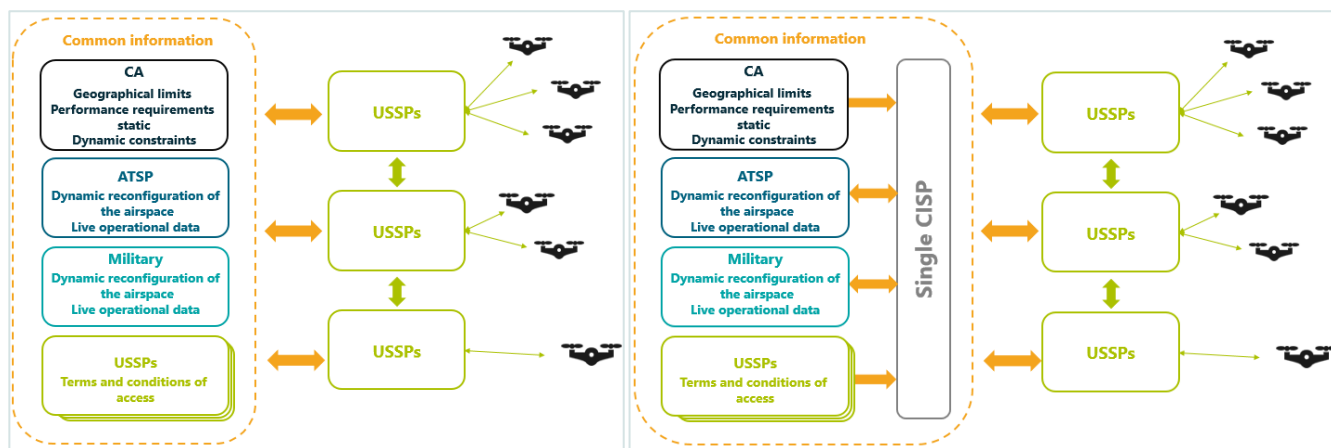 Common information
CA
Geographical limits
Performance requirements
static
Dynamic constraints
ATSP
Dynamic reconfiguration of
the airspace
Live operational data
Military
Dynamic reconfiguration of
the airspace
Live operational data
USSPs
Terms and conditions of
access
USSPs
USSPs
USSPs
Common information
CA
Geographical limits
Performance requirements
static
Dynamic constraints
ATSP
Dynamic reconfiguration of
the airspace
Live operational data
Military
Dynamic reconfiguration of
the airspace
Live operational data
USSPs
Terms and conditions of
access
Single CISP
USSPs
USSPs
USSPs